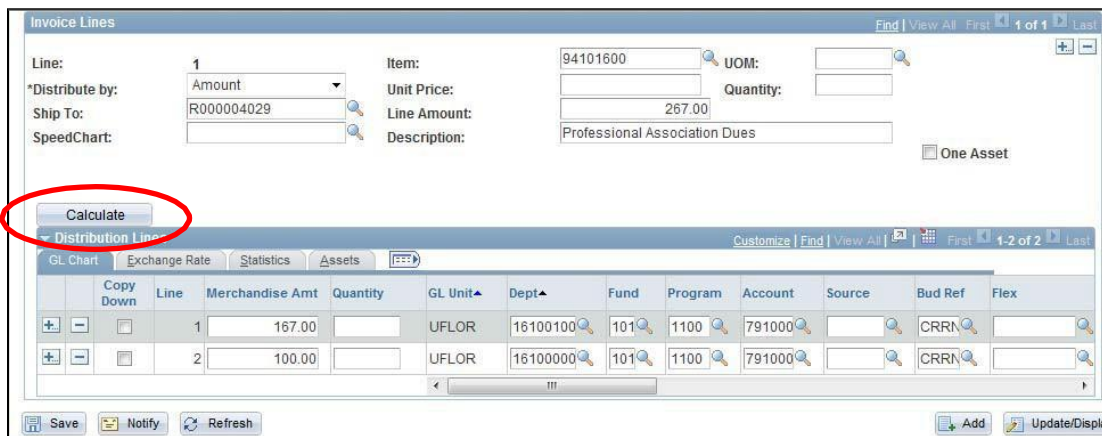 Invoice Lines Find | View All First 1 of 1 Last
Line: 1 Item: 94101600 UOM:
*Distribute by: Amount Unit Price: Quantity:
Ship To: R000004029 Line Amount: 267.00
SpeedChart: Description: Professional Association Dues
One Asset
Calculate
Distribution Lines Customize | Find | View All | First 1-2 of 2 Last
GL Chart Exchange Rate Statistics Assets
Copy Down Line Merchandise Amt Quantity GL Unit Dept Fund Program Account Source Bud Ref Flex
1 167.00 UFLOR 16100100 101 1100 791000 CRRN
2 100.00 UFLOR 16100000 101 1100 791000 CRRN
Save Notify Refresh Add Update/Displa